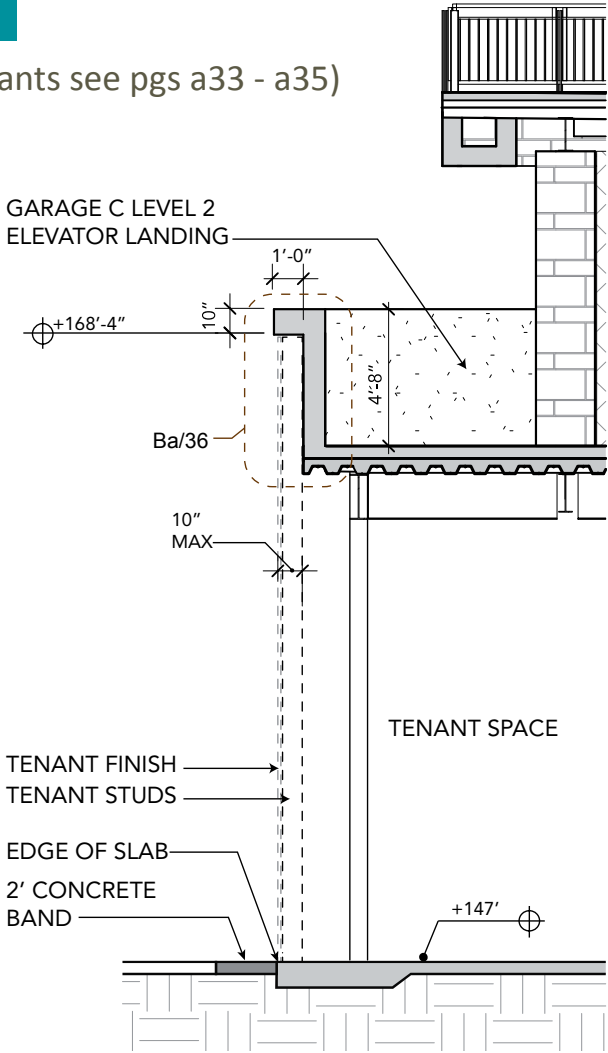 ants see pgs a33 - a35)
GARAGE C LEVEL 2
ELEVATOR LANDING
1'-0"
10"
+168'-4"
4'-8"
Ba/36
10"
MAX
TENANT SPACE
TENANT FINISH
TENANT STUDS
EDGE OF SLAB
2' CONCRETE
BAND
+147'